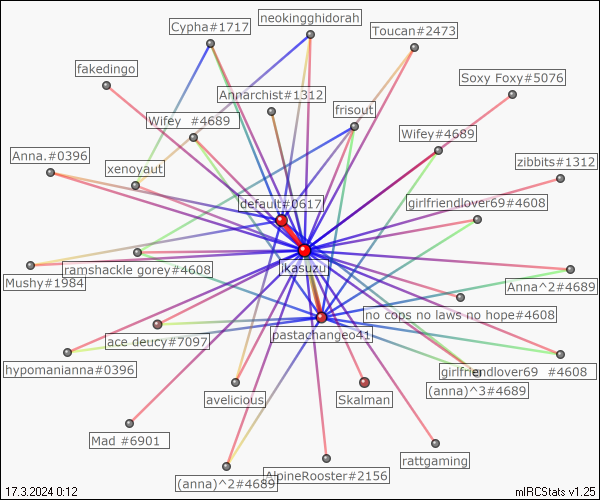 neokingghidorah
Cypha#1717
Toucan#2473
fakedingo
Soxy Foxy#5076
Annarchist#1312
frisout
Wifey  #4689
Wifey#4689
Anna.#0396
zibbits#1312
xenoyaut
default#0617
girlfriendlover69#4608
jkasuzu
ramshackle gorey#4608
Mushy#1984
Anna^2#4689
no cops no laws no hope#4608
pastachangeo41
ace deucy#7097
hypomanianna#0396
girlfriendlover69  #4608
(anna)^3#4689
avelicious
Skalman
Mad #6901
rattgaming
AlpineRooster#2156
(anna)^2#4689
17.3.2024 0:12
mIRCStats v1.25